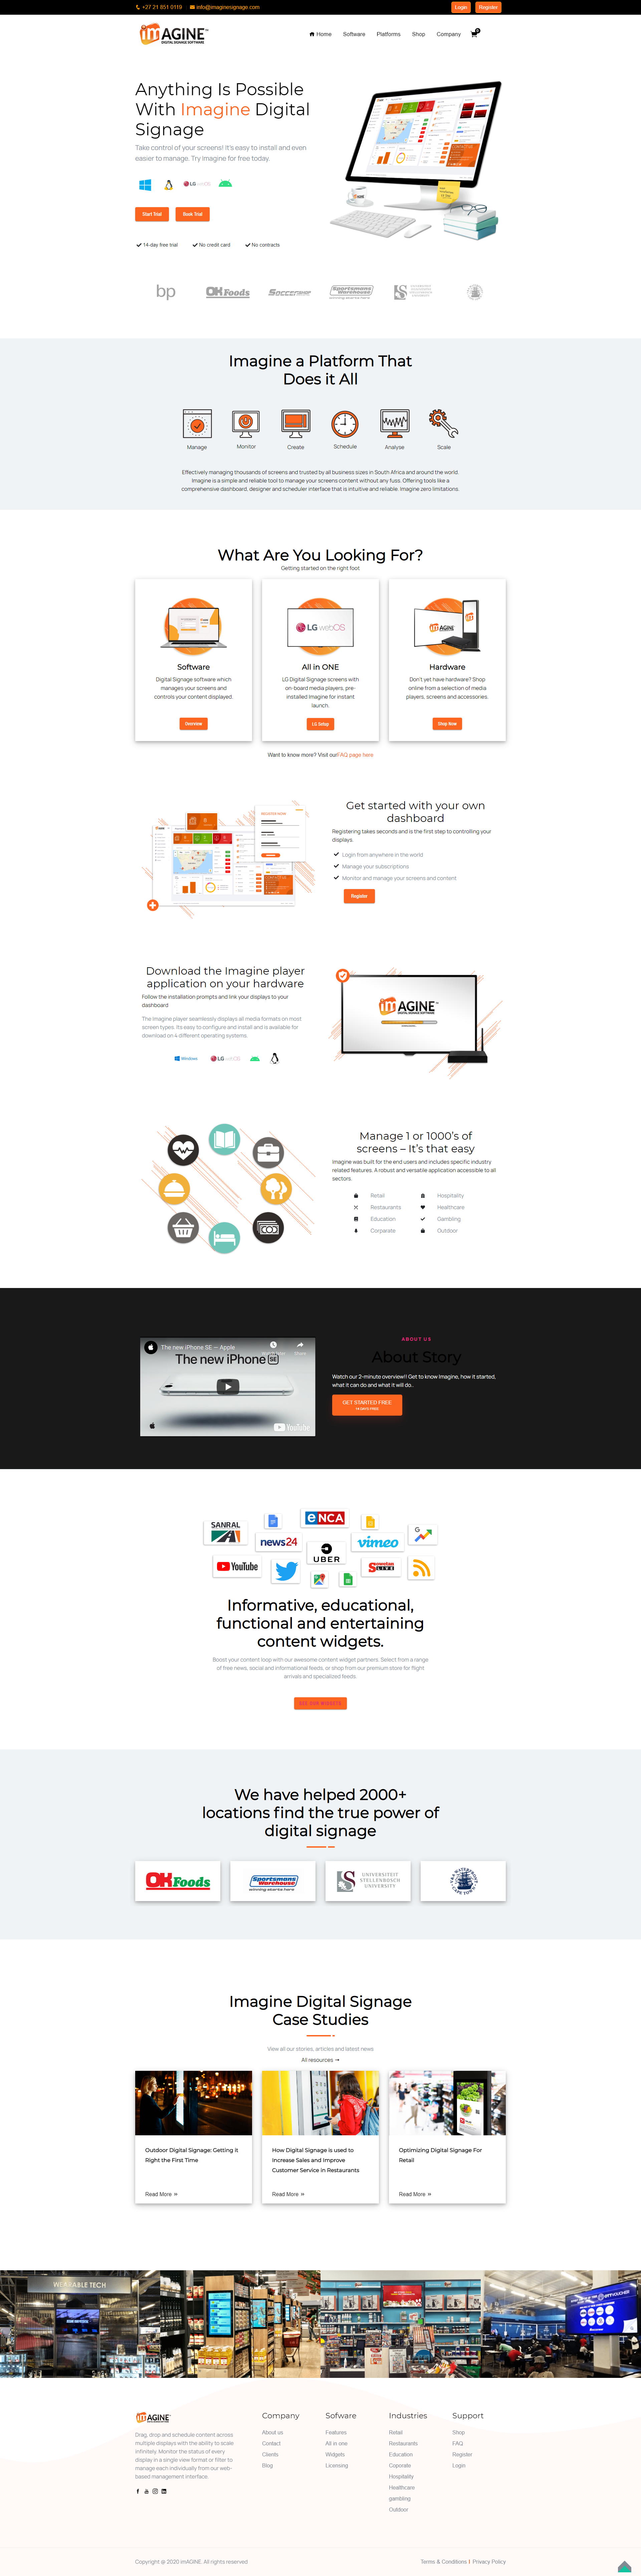 +27 21 851 0119 info@imaginesignage.com Login Register
imAGINE™
DIGITAL SIGNAGE SOFTWARE
Home Software Platforms Shop Company 0
Anything Is Possible
With Imagine Digital
Signage
Take control of your screens! It's easy to install and even
easier to manage. Try Imagine for free today.
LG webOS
Start Trial Book Trial
14-day free trial No credit card No contracts
bp OK Foods Soccerfive Sportsmans Warehouse
winning starts here
Imagine a Platform That
Does it All
Manage Monitor Create Schedule Analyse Scale
Effectively managing thousands of screens and trusted by all business sizes in South Africa and around the world.
Imagine is a simple and reliable tool to manage your screens content without any fuss. Offering tools like a
comprehensive dashboard, designer and scheduler interface that is intuitive and reliable. Imagine zero limitations.
What Are You Looking For?
Getting started on the right foot
LG webOS
imAGINE
Software All in ONE Hardware
Digital Signage software which
manages your screens and
controls your content displayed.
LG Digital Signage screens with
on-board media players, pre-
installed Imagine for instant
launch.
Don't yet have hardware? Shop
online from a selection of media
players, screens and accessories.
Overview LG Setup Shop Now
Want to know more? Visit ourFAQ page here
Get started with your own
dashboard
Registering takes seconds and is the first step to controlling your
displays.
Login from anywhere in the world
Manage your subscriptions
Monitor and manage your screens and content
Register
Download the Imagine player
application on your hardware
Follow the installation prompts and link your displays to your
dashboard
The Imagine player seamlessly displays all media formats on most
screen types. Its easy to configure and install and is available for
download on 4 different operating systems.
Windows LG webOS
imAGINE™
DIGITAL SIGNAGE SOFTWARE
Manage 1 or 1000's of
screens – It's that easy
Imagine was built for the end users and includes specific industry
related features. A robust and versatile application accessible to all
sectors.
Retail Hospitality
Restaurants Healthcare
Education Gambling
Corporate Outdoor
The new iPhone SE — Apple
Share
The new iPhone SE
YouTube
ABOUT US
About Story
Watch our 2-minute overview!! Get to know Imagine, how it started,
what it can do and what it will do..
GET STARTED FREE
14 DAYS FREE
SANRAL
eNCA
news24
UBER
vimeo
YouTube
Informative, educational,
functional and entertaining
content widgets.
Boost your content loop with our awesome content widget partners. Select from a range
of free news, social and informational feeds, or shop from our premium store for flight
arrivals and specialized feeds
SEE OUR WIDGETS
We have helped 2000+
locations find the true power of
digital signage
OK Foods
Sportsmans Warehouse
winning starts here
UNIVERSITEIT
STELLENBOSCH
UNIVERSITY
Imagine Digital Signage
Case Studies
View all our stories, articles and latest news
All resources →
Outdoor Digital Signage: Getting it
Right the First Time
How Digital Signage is used to
Increase Sales and Improve
Customer Service in Restaurants
Optimizing Digital Signage For
Retail
Read More » Read More » Read More »
WEARABLE TECH
imAGINE
Drag, drop and schedule content across
multiple displays with the ability to scale
infinitely. Monitor the status of every
display in a single view format or filter to
manage each individually from our web-
based management interface.
Company
About us
Contact
Clients
Blog
Sofware
Features
All in one
Widgets
Licensing
Industries
Retail
Restaurants
Education
Coporate
Hospitality
Healthcare
gambling
Outdoor
Support
Shop
FAQ
Register
Login
Copyright @ 2020 imAGINE. All rights reserved Terms & Conditions | Privacy Policy